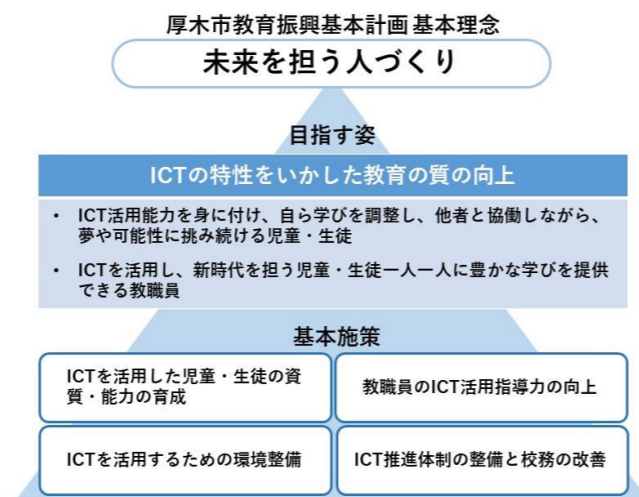 厚木市教育振興基本計画 基本理念
未来を担う人づくり
目指す姿
ICTの特性をいかした教育の質の向上
• ICT活用能力を身に付け、自ら学びを調整し、他者と協働しながら、
夢や可能性に挑み続ける児童・生徒
• ICTを活用し、新時代を担う児童・生徒一人一人に豊かな学びを提供
できる教職員
基本施策
ICTを活用した児童・生徒の資
質・能力の育成
教職員のICT活用指導力の向上
ICTを活用するための環境整備
ICT推進体制の整備と校務の改善